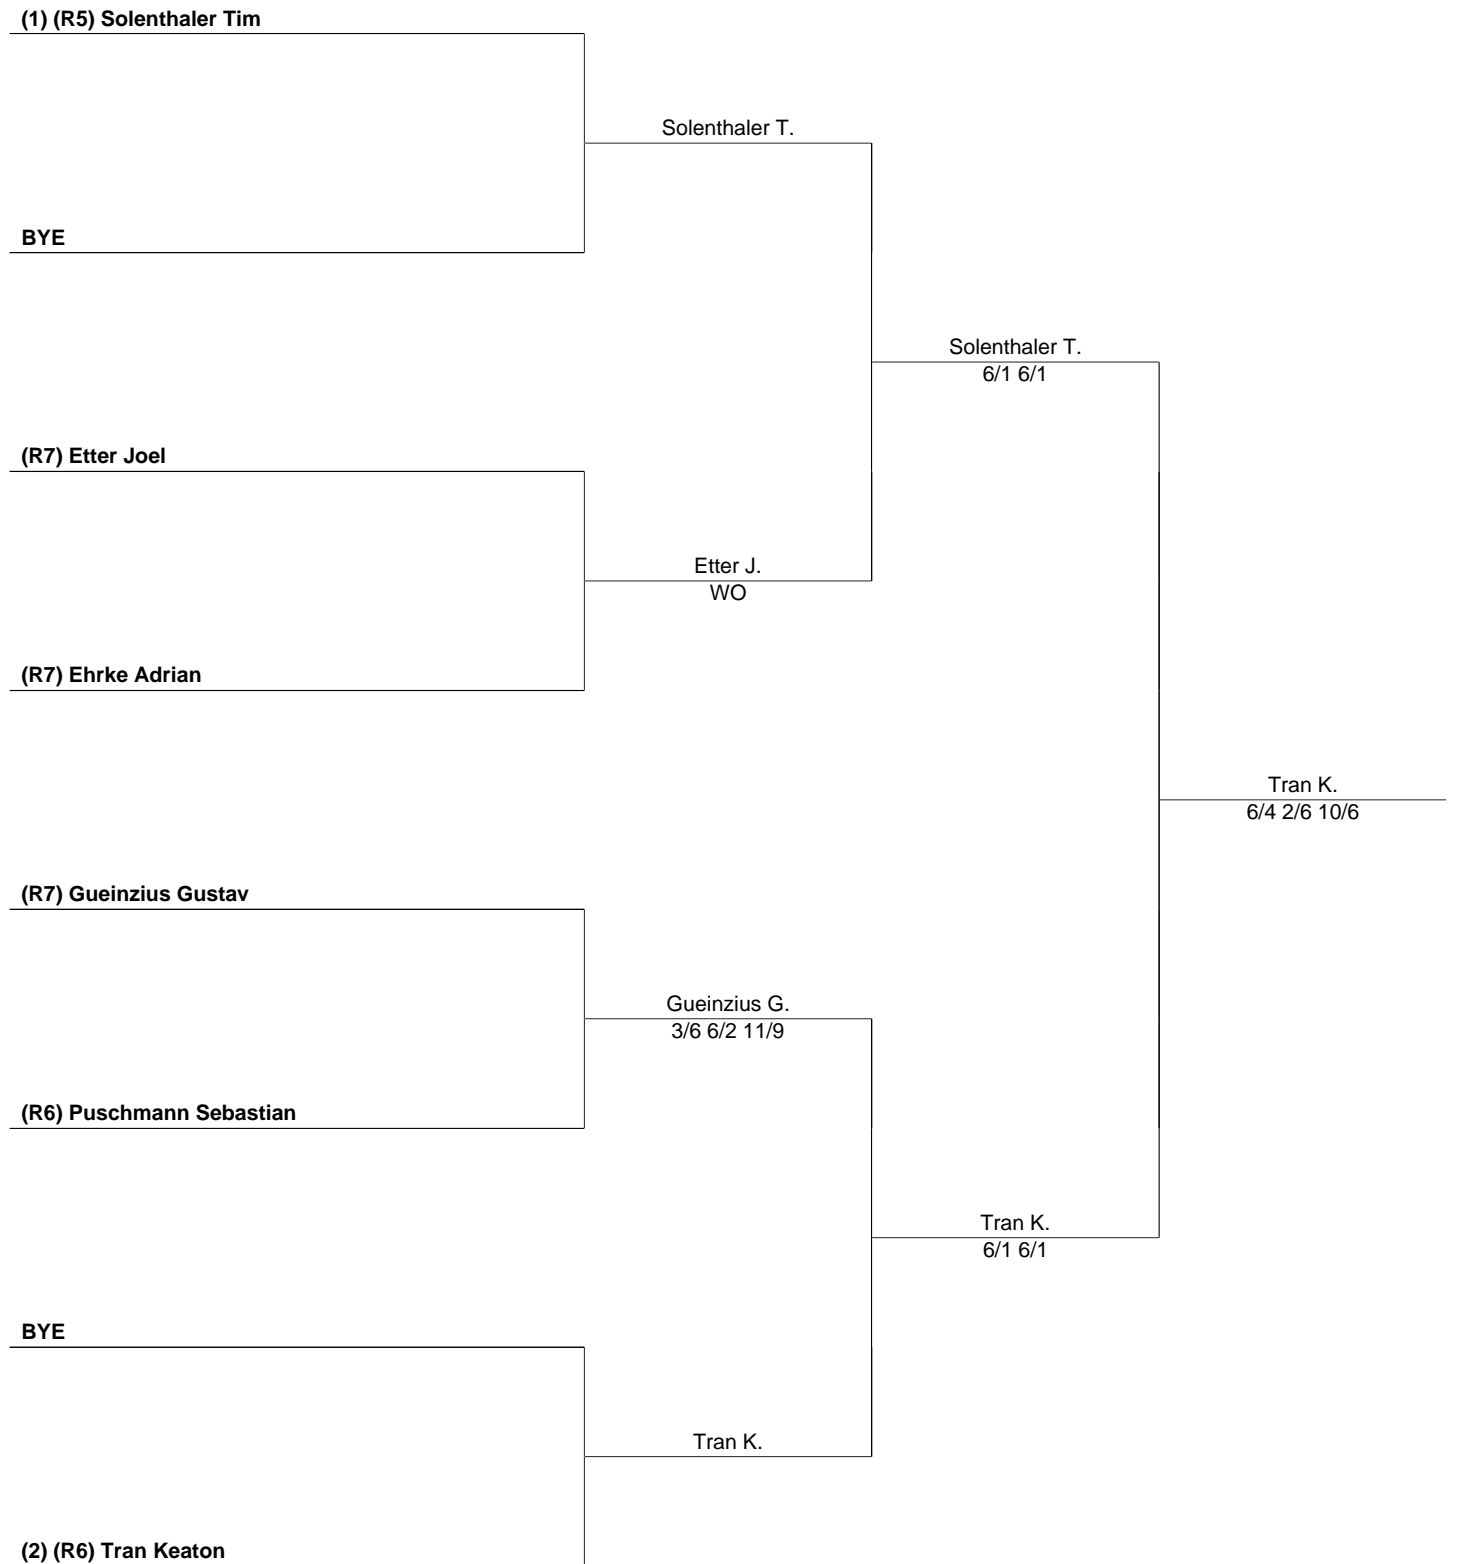 (1) (R5) Solenthaler Tim
Solenthaler T.
BYE
Solenthaler T.
6/1 6/1
(R7) Etter Joel
Etter J.
WO
(R7) Ehrke Adrian
Tran K.
6/4 2/6 10/6
(R7) Gueinzius Gustav
Gueinzius G.
3/6 6/2 11/9
(R6) Puschmann Sebastian
Tran K.
6/1 6/1
BYE
Tran K.
(2) (R6) Tran Keaton